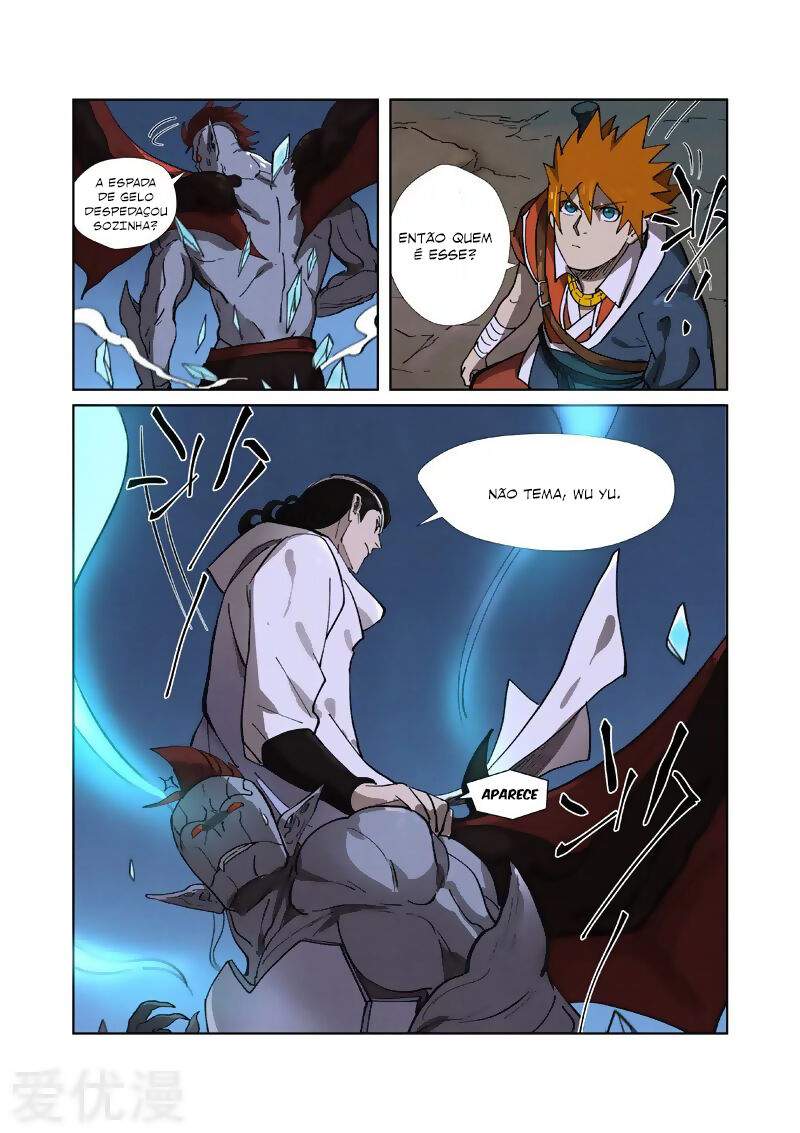 A ESPADA
DE GELO
DESPEDAÇOU
SOZINHA?
ENTÃO QUEM
É ESSE?
NÃO TEMA, WU YU.
APARECE
爱优漫